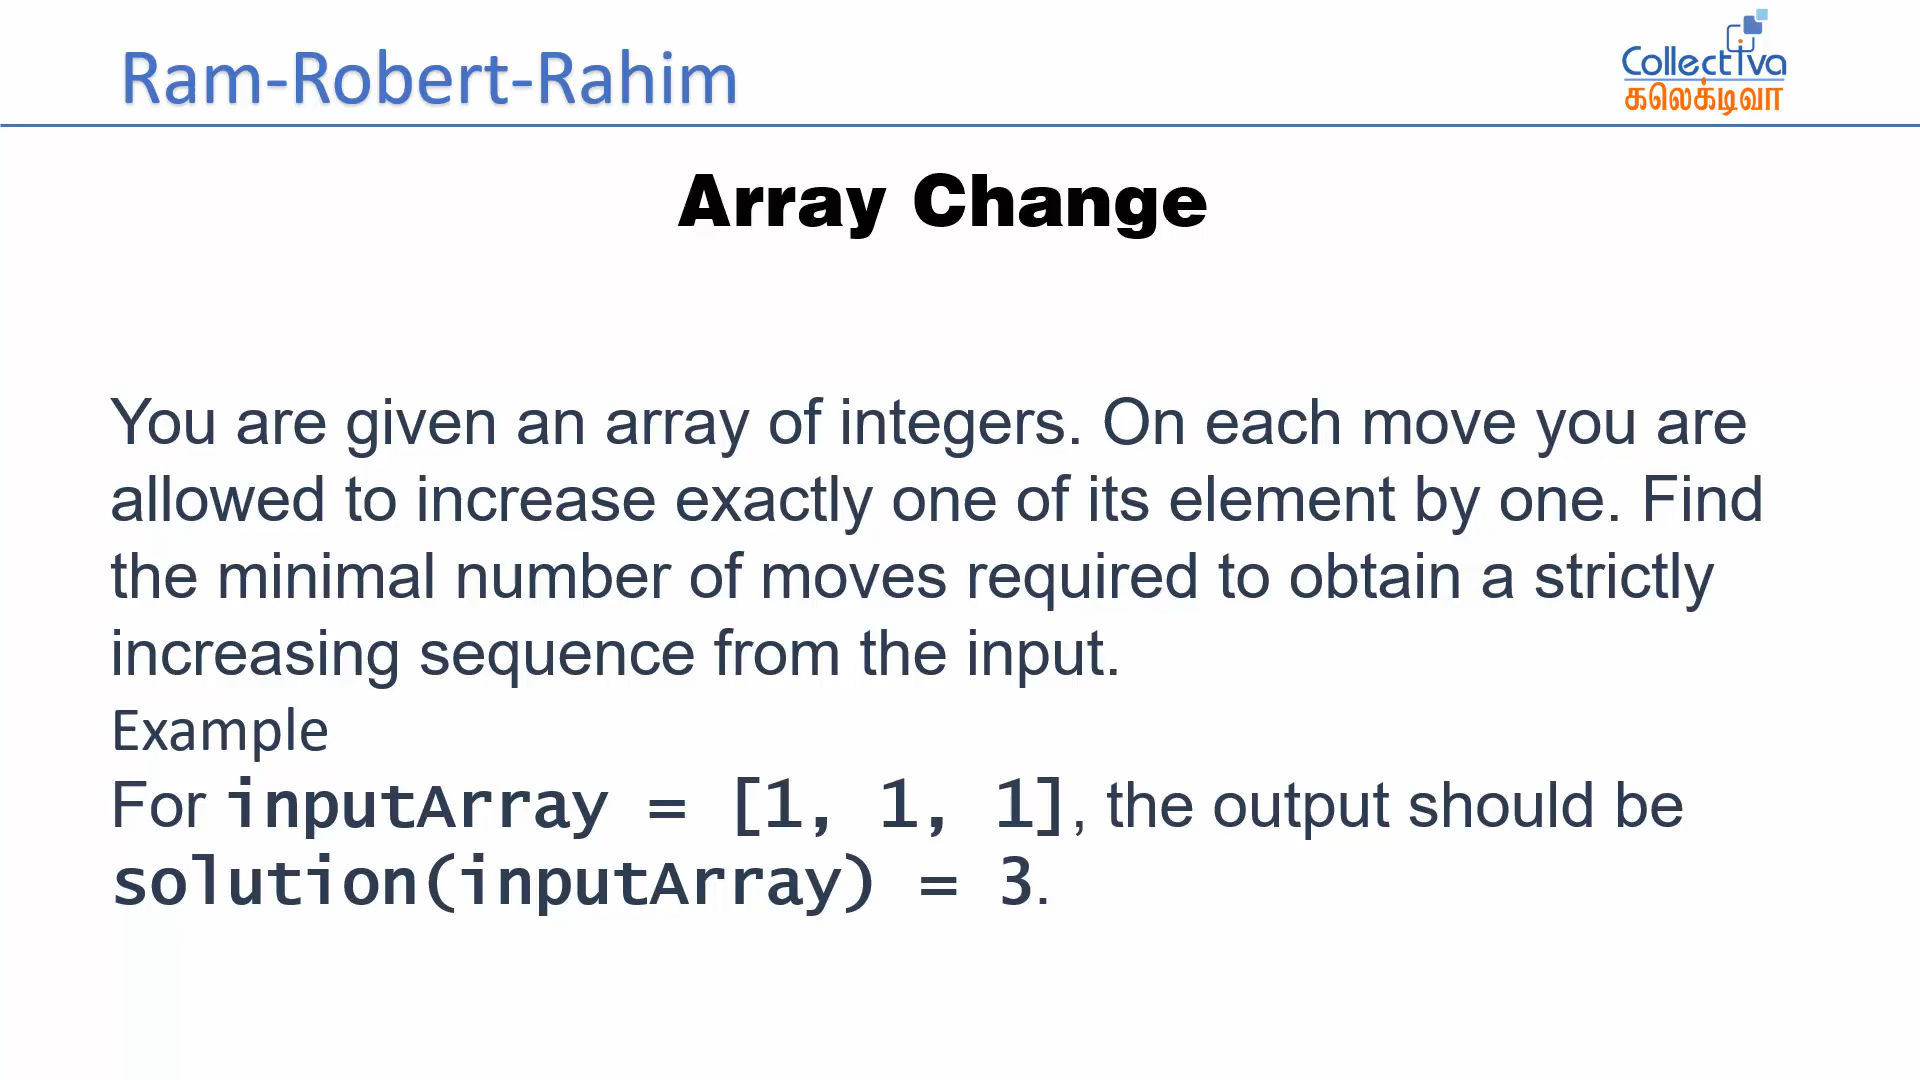 Ram-Robert-Rahim
Collectiva
கலெக்டிவா
Array Change
You are given an array of integers. On each move you are
allowed to increase exactly one of its element by one. Find
the minimal number of moves required to obtain a strictly
increasing sequence from the input.
Example
For inputArray = [1, 1, 1], the output should be
solution(inputArray) = 3.